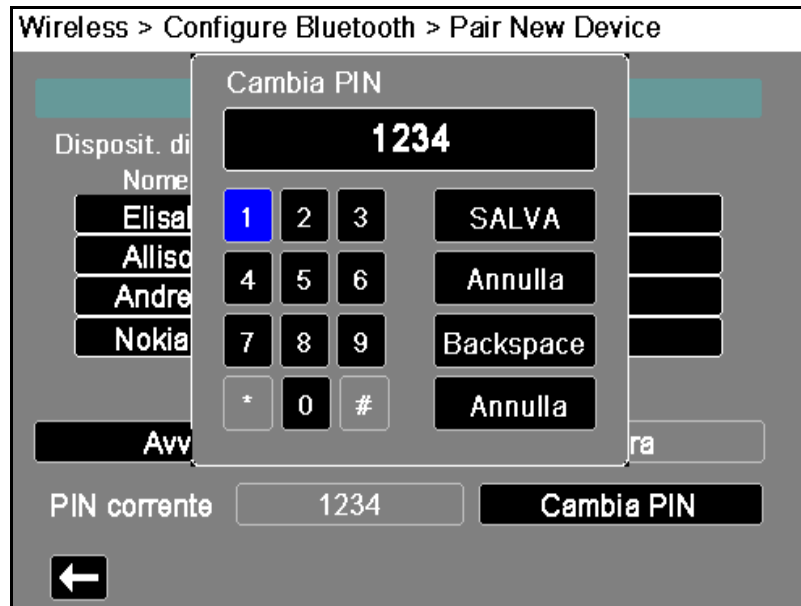 Wireless > Configure Bluetooth > Pair New Device
Cambia PIN
1234
Disposit. di
Nome
Elisal
Alliso
Andre
Nokia
1 2 3 SALVA
4 5 6 Annulla
7 8 9 Backspace
* 0 # Annulla
Avv ra
PIN corrente 1234 Cambia PIN